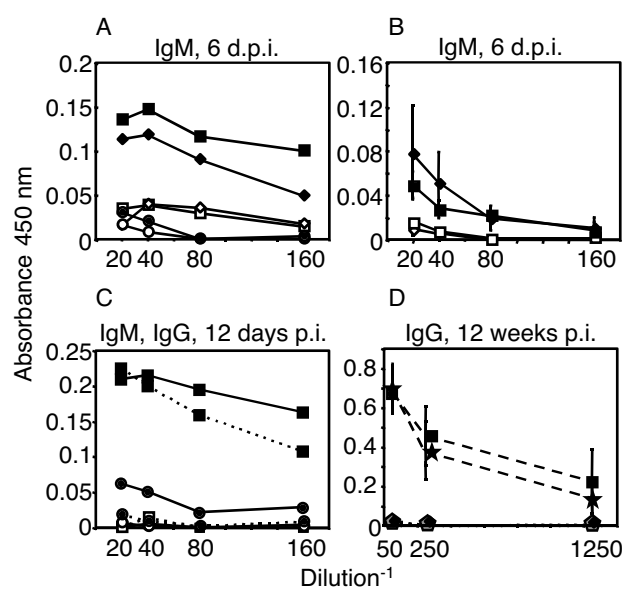 A
IgM, 6 d.p.i.
0.2
0.15
0.1
0.05
0
20 40 80 160
B
IgM, 6 d.p.i.
0.16
0.12
0.08
0.04
0
20 40 80 160
C
IgM, IgG, 12 days p.i.
0.25
0.2
0.15
0.1
0.05
0
20 40 80 160
D
IgG, 12 weeks p.i.
0.8
0.6
0.4
0.2
0
50 250 1250
Absorbance 450 nm
Dilution⁻¹